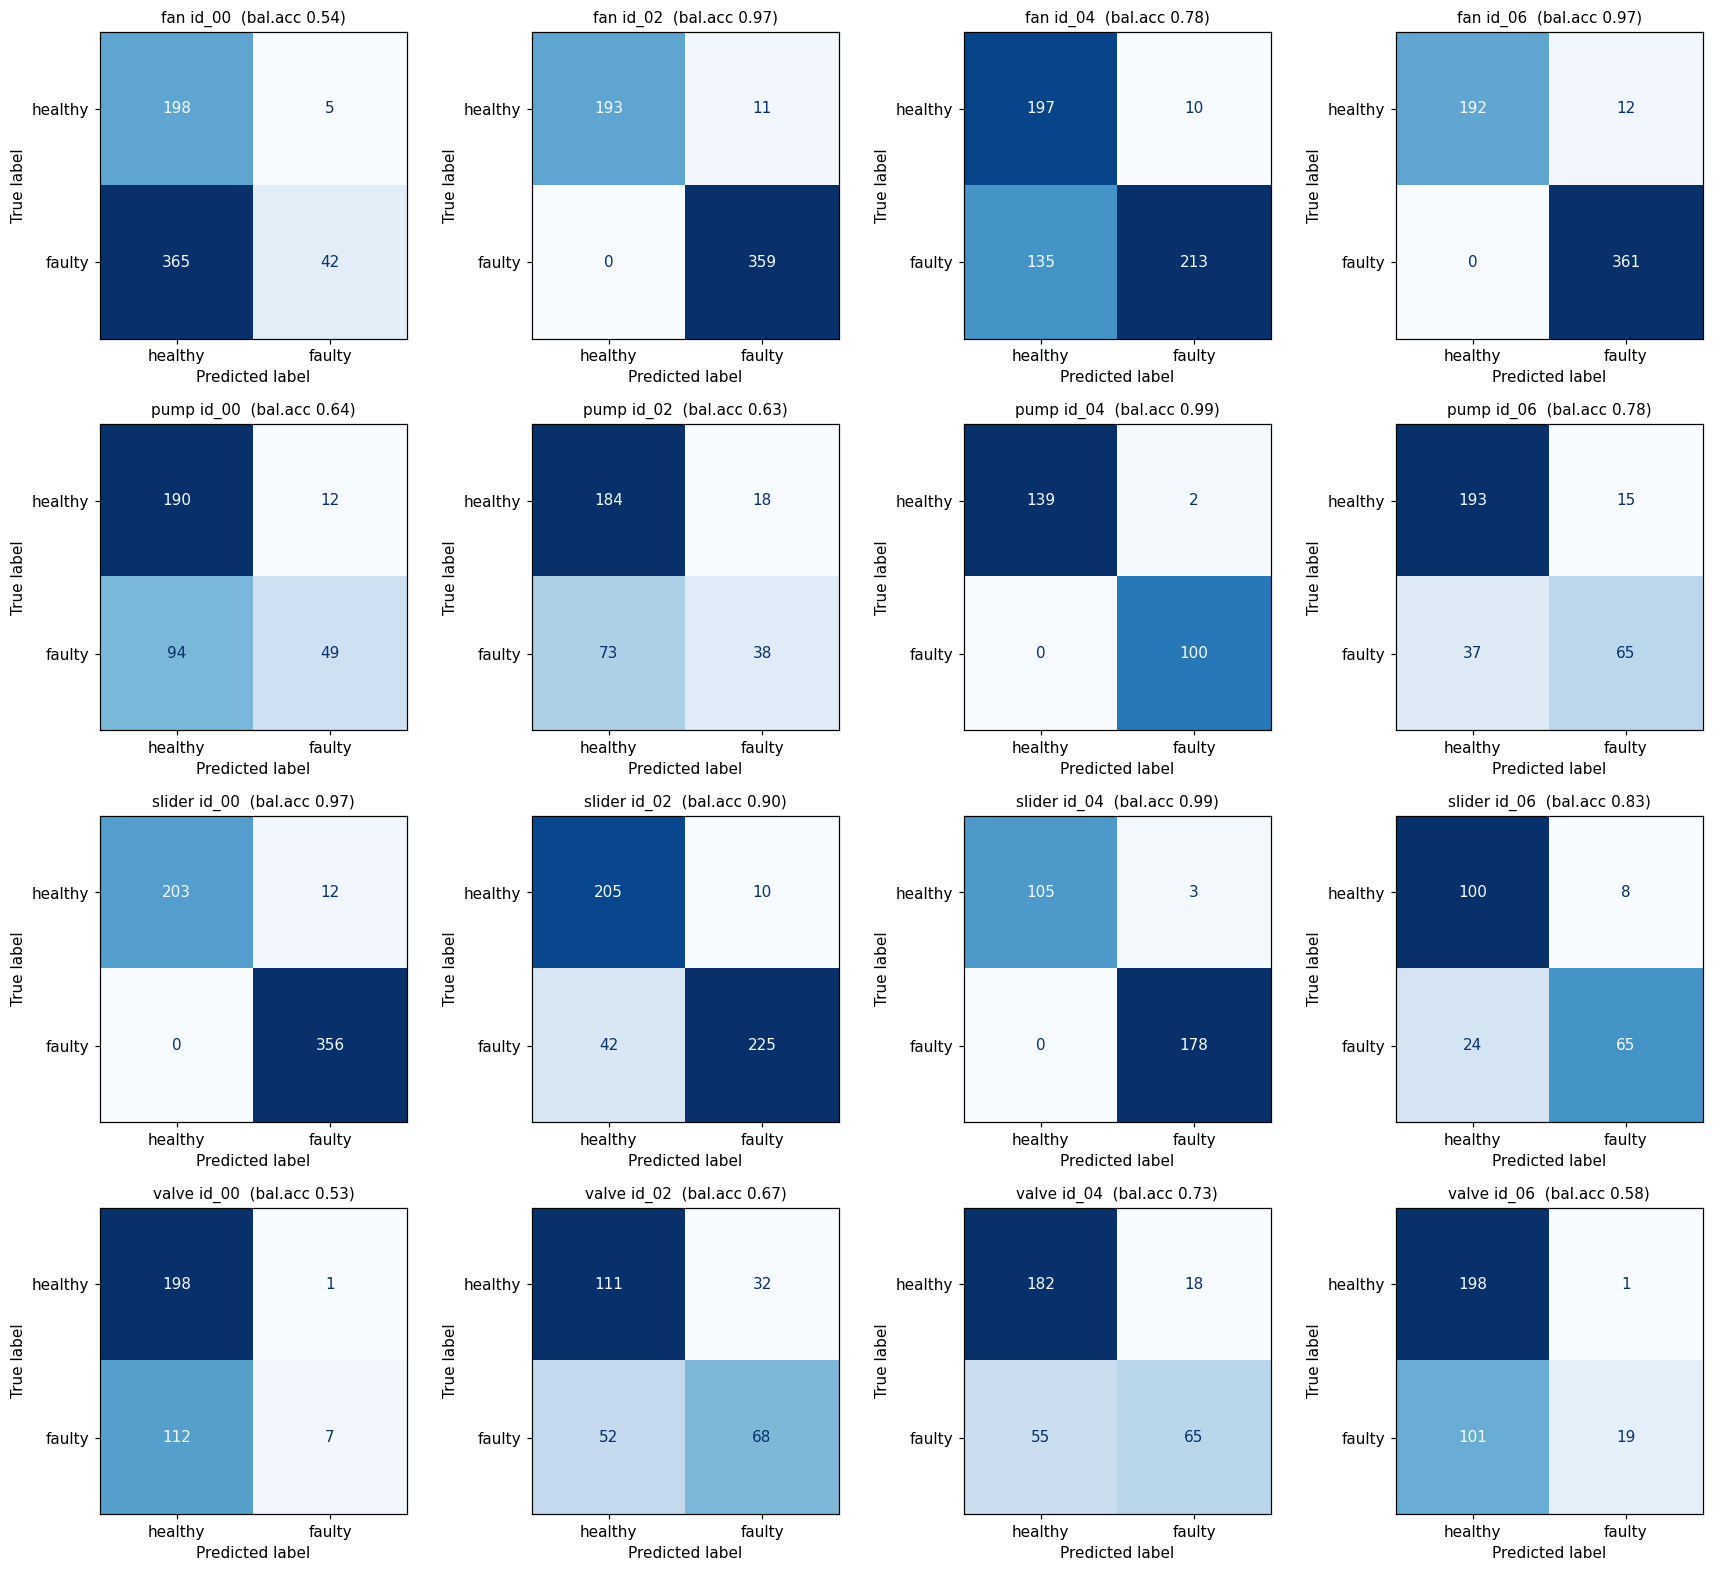 fan id_00  (bal.acc 0.54)
healthy
faulty
True label
198
5
365
42
healthy
faulty
Predicted label
fan id_02  (bal.acc 0.97)
healthy
faulty
True label
193
11
0
359
healthy
faulty
Predicted label
fan id_04  (bal.acc 0.78)
healthy
faulty
True label
197
10
135
213
healthy
faulty
Predicted label
fan id_06  (bal.acc 0.97)
healthy
faulty
True label
192
12
0
361
healthy
faulty
Predicted label
pump id_00  (bal.acc 0.64)
healthy
faulty
True label
190
12
94
49
healthy
faulty
Predicted label
pump id_02  (bal.acc 0.63)
healthy
faulty
True label
184
18
73
38
healthy
faulty
Predicted label
pump id_04  (bal.acc 0.99)
healthy
faulty
True label
139
2
0
100
healthy
faulty
Predicted label
pump id_06  (bal.acc 0.78)
healthy
faulty
True label
193
15
37
65
healthy
faulty
Predicted label
slider id_00  (bal.acc 0.97)
healthy
faulty
True label
203
12
0
356
healthy
faulty
Predicted label
slider id_02  (bal.acc 0.90)
healthy
faulty
True label
205
10
42
225
healthy
faulty
Predicted label
slider id_04  (bal.acc 0.99)
healthy
faulty
True label
105
3
0
178
healthy
faulty
Predicted label
slider id_06  (bal.acc 0.83)
healthy
faulty
True label
100
8
24
65
healthy
faulty
Predicted label
valve id_00  (bal.acc 0.53)
healthy
faulty
True label
198
1
112
7
healthy
faulty
Predicted label
valve id_02  (bal.acc 0.67)
healthy
faulty
True label
111
32
52
68
healthy
faulty
Predicted label
valve id_04  (bal.acc 0.73)
healthy
faulty
True label
182
18
55
65
healthy
faulty
Predicted label
valve id_06  (bal.acc 0.58)
healthy
faulty
True label
198
1
101
19
healthy
faulty
Predicted label